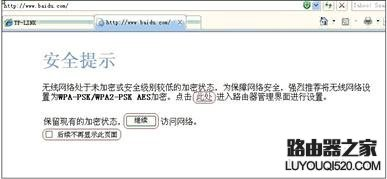 http://www.baidu.com/
TP-LINK http://www.baidu.com/
安全提示
无线网络处于未加密或安全级别较低的加密状态，为保障网络安全，强烈推荐将无线网络设
置为WPA-PSK/WPA2-PSK AES加密。点击 此处 进入路由器管理界面进行设置。
保留现有的加密状态， 继续 访问网络。
后续不再显示此页面
路由器之家
LUYOUQI520.COM